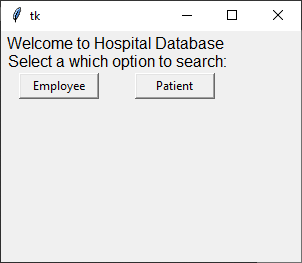 tk
Welcome to Hospital Database
Select a which option to search:
Employee Patient